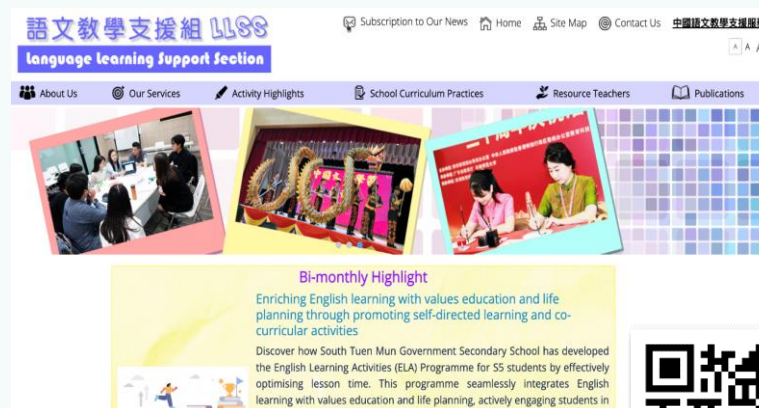 語文教學支援組 LLSS
Language Learning Support Section
Subscription to Our News Home Site Map Contact Us 中國語文教學支援服
A A
About Us Our Services Activity Highlights School Curriculum Practices Resource Teachers Publications
Bi-monthly Highlight
Enriching English learning with values education and life
planning through promoting self-directed learning and co-
curricular activities
Discover how South Tuen Mun Government Secondary School has developed
the English Learning Activities (ELA) Programme for S5 students by effectively
optimising lesson time. This programme seamlessly integrates English
learning with values education and life planning, actively engaging students in